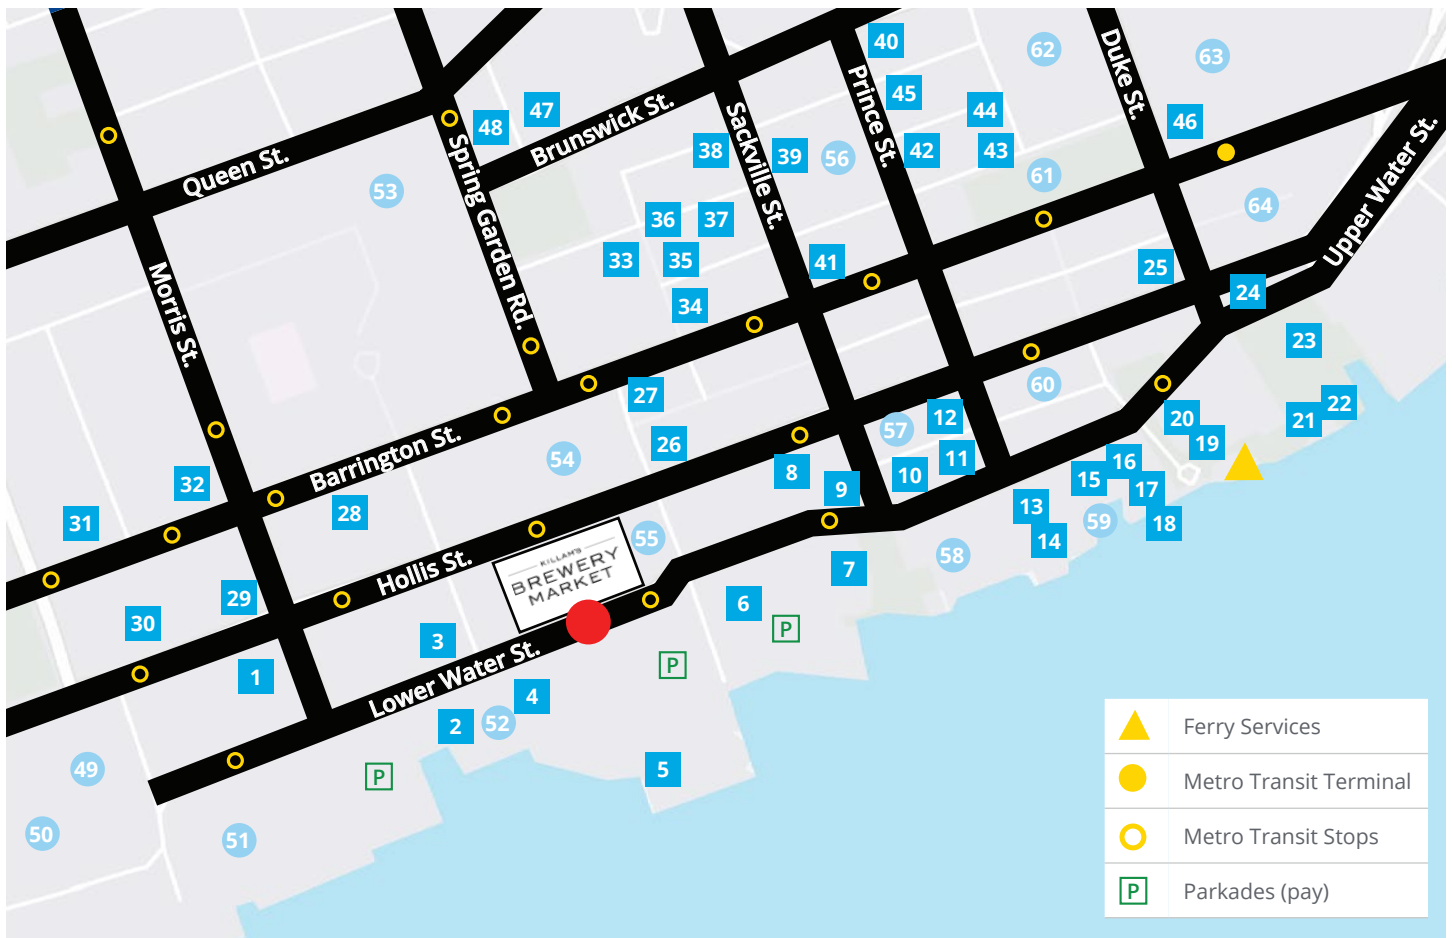 40
62
63
Duke St.
Prince St.
45
47
44
48
Brunswick St.
Sackville St.
46
38
39
56
42
43
Queen St.
53
Spring Garden Rd.
61
64
Upper Water St.
36
37
33
35
41
25
Morris St.
34
24
23
27
60
12
20
22
21
57
26
19
Barrington St.
54
8
10
11
16
32
9
15
17
28
13
31
59
18
55
14
KILLAM'S
BREWERY
MARKET
58
Hollis St.
7
29
6
30
P
3
P
1
Lower Water St.
4
2
52
5
49
P
50
51
Ferry Services
Metro Transit Terminal
Metro Transit Stops
P
Parkades (pay)